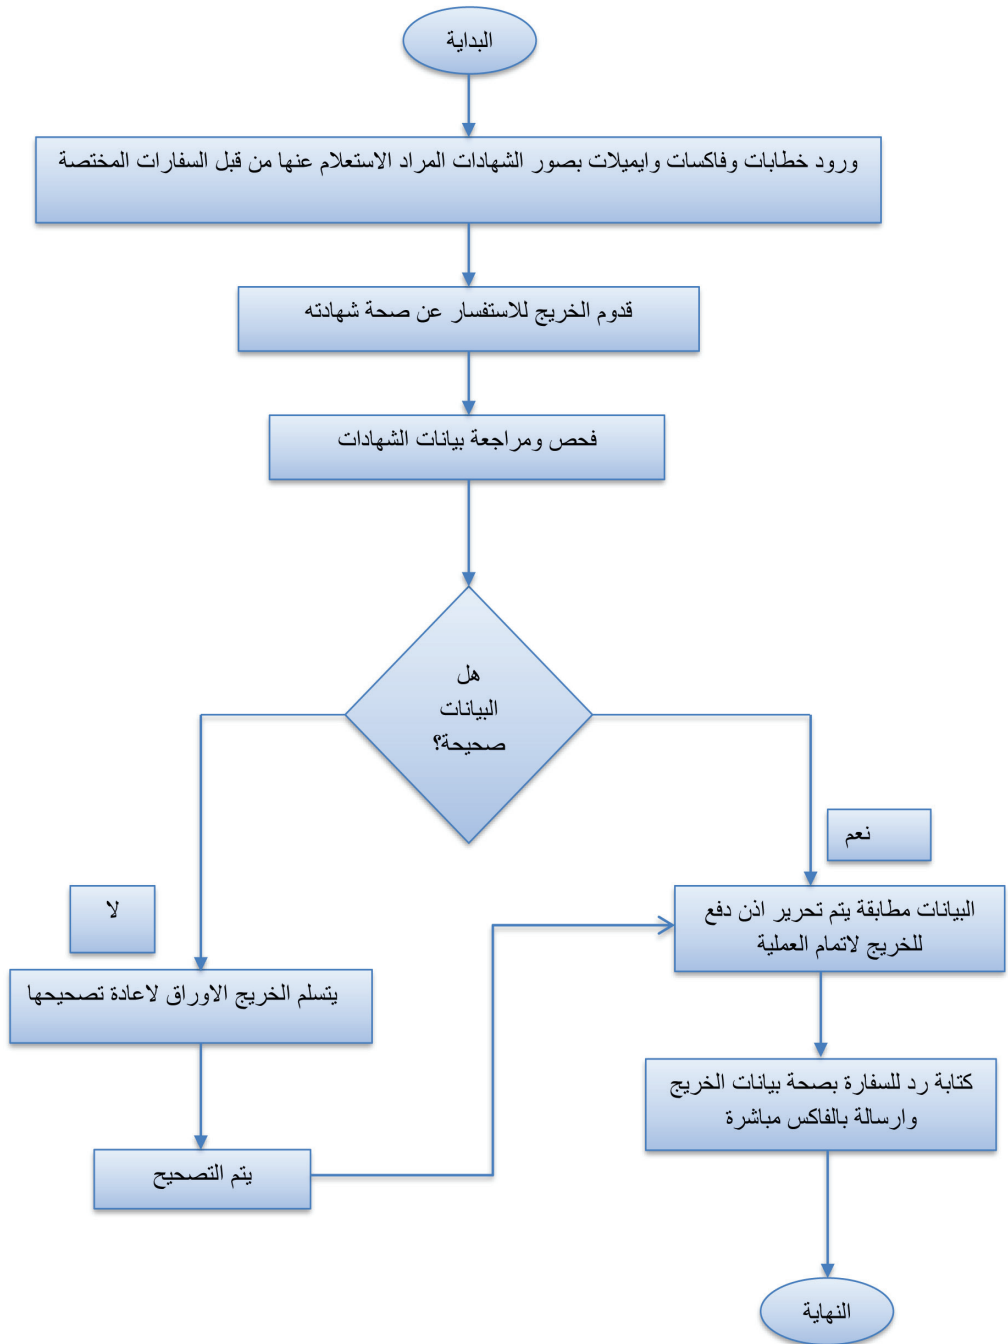 البداية
ورود خطابات وفاكسات وايميلات بصور الشهادات المراد الاستعلام عنها من قبل السفارات المختصة
قدوم الخريج للاستفسار عن صحة شهادته
فحص ومراجعة بيانات الشهادات
هل
البيانات
صحيحة؟
نعم
لا
البيانات مطابقة يتم تحرير اذن دفع
للخريج لاتمام العملية
يتسلم الخريج الاوراق لاعادة تصحيحها
كتابة رد للسفارة بصحة بيانات الخريج
وارسالة بالفاكس مباشرة
يتم التصحيح
النهاية